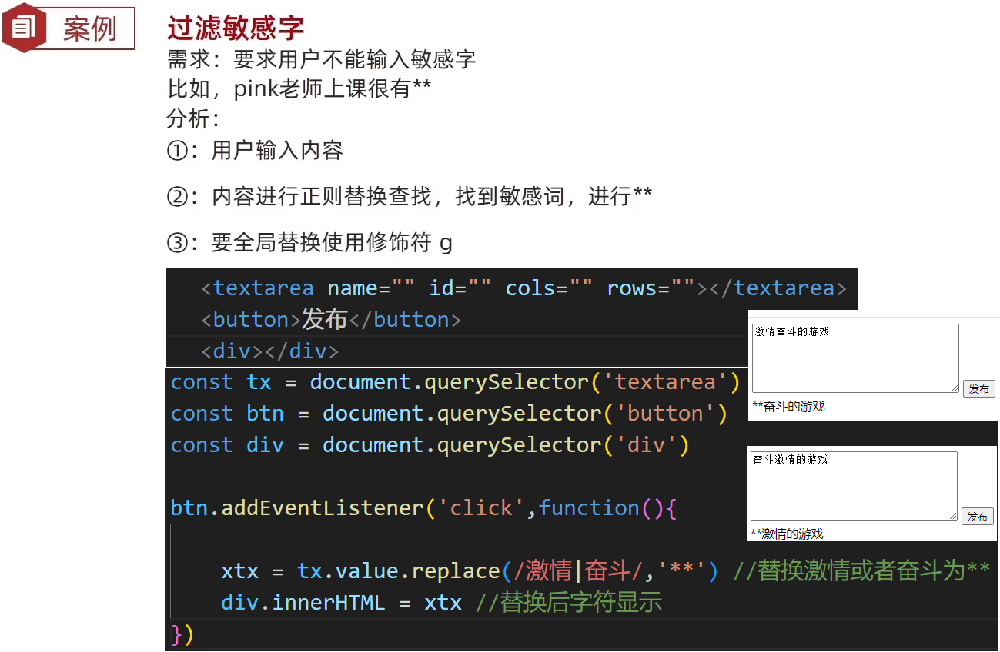 案例
过滤敏感字
需求：要求用户不能输入敏感字
比如，pink老师上课很有**
分析：
①：用户输入内容
②：内容进行正则替换查找，找到敏感词，进行**
③：要全局替换使用修饰符 g
<textarea name="" id="" cols="" rows=""></textarea>
<button>发布</button>
<div></div>
const tx = document.querySelector('textarea')
const btn = document.querySelector('button')
const div = document.querySelector('div')
btn.addEventListener('click',function(){
xtx = tx.value.replace(/激情|奋斗/,'**') //替换激情或者奋斗为**
div.innerHTML = xtx //替换后字符显示
})
激情奋斗的游戏
发布
**奋斗的游戏
奋斗激情的游戏
发布
**激情的游戏